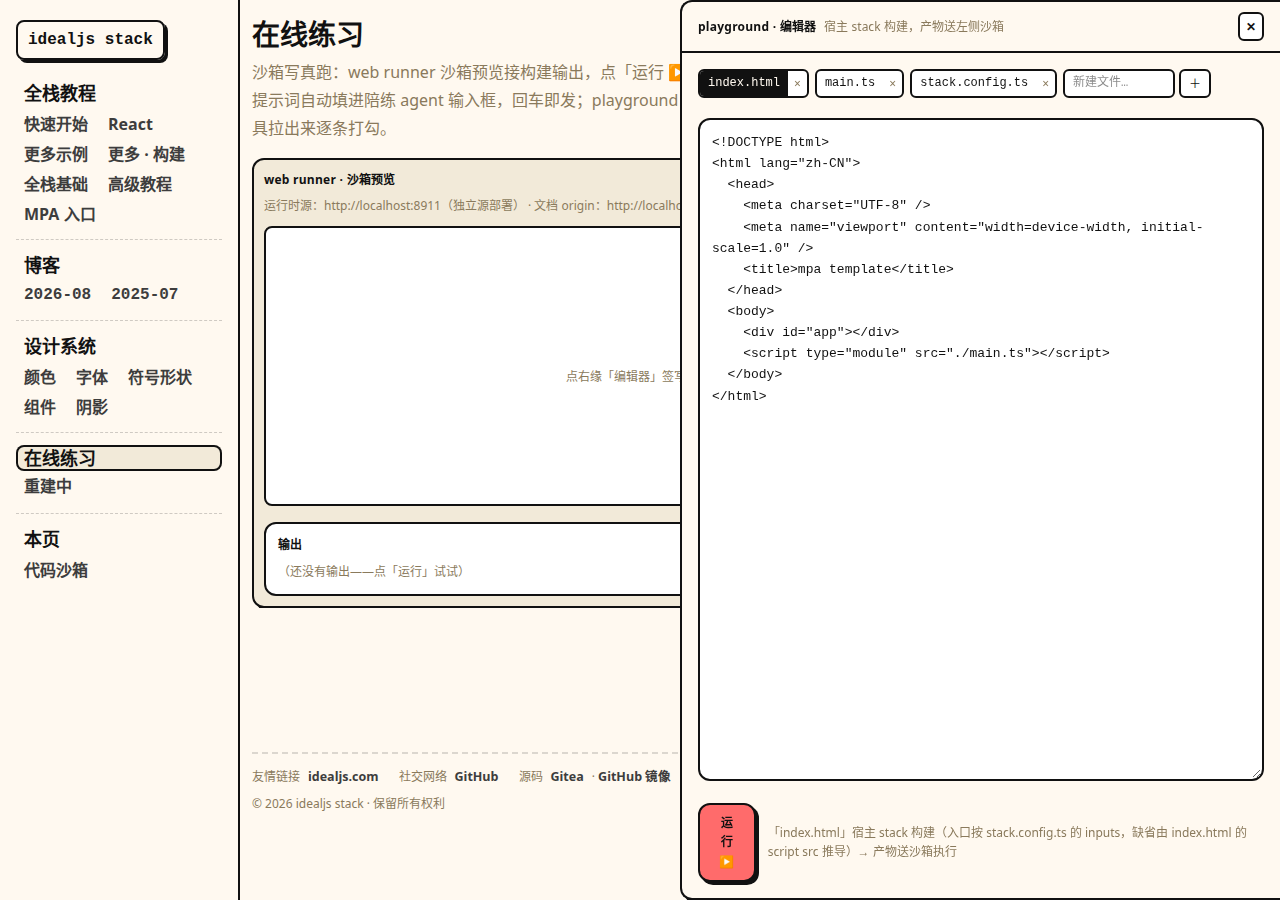 idealjs stack
全栈教程
快速开始 React
更多示例 更多 · 构建
全栈基础 高级教程
MPA 入口
博客
2026-08 2025-07
设计系统
颜色 字体 符号形状
组件 阴影
在线练习
重建中
本页
代码沙箱
在线练习
沙箱写真跑：web runner 沙箱预览接构建输出，点「运行 ▶️
提示词自动填进陪练 agent 输入框，回车即发；playground
具拉出来逐条打勾。
web runner · 沙箱预览
运行时源：http://localhost:8911（独立源部署） · 文档 origin：http://localho
点右缘「编辑器」签写
输出
（还没有输出——点「运行」试试）
友情链接 idealjs.com 社交网络 GitHub 源码 Gitea · GitHub 镜像
© 2026 idealjs stack · 保留所有权利
playground · 编辑器 宿主 stack 构建，产物送左侧沙箱
×
index.html × main.ts × stack.config.ts × 新建文件… +
<!DOCTYPE html>
<html lang="zh-CN">
  <head>
    <meta charset="UTF-8" />
    <meta name="viewport" content="width=device-width, initial-
scale=1.0" />
    <title>mpa template</title>
  </head>
  <body>
    <div id="app"></div>
    <script type="module" src="./main.ts"></script>
  </body>
</html>
运
行
▶️
「index.html」宿主 stack 构建（入口按 stack.config.ts 的 inputs，缺省由 index.html 的
script src 推导）→ 产物送沙箱执行